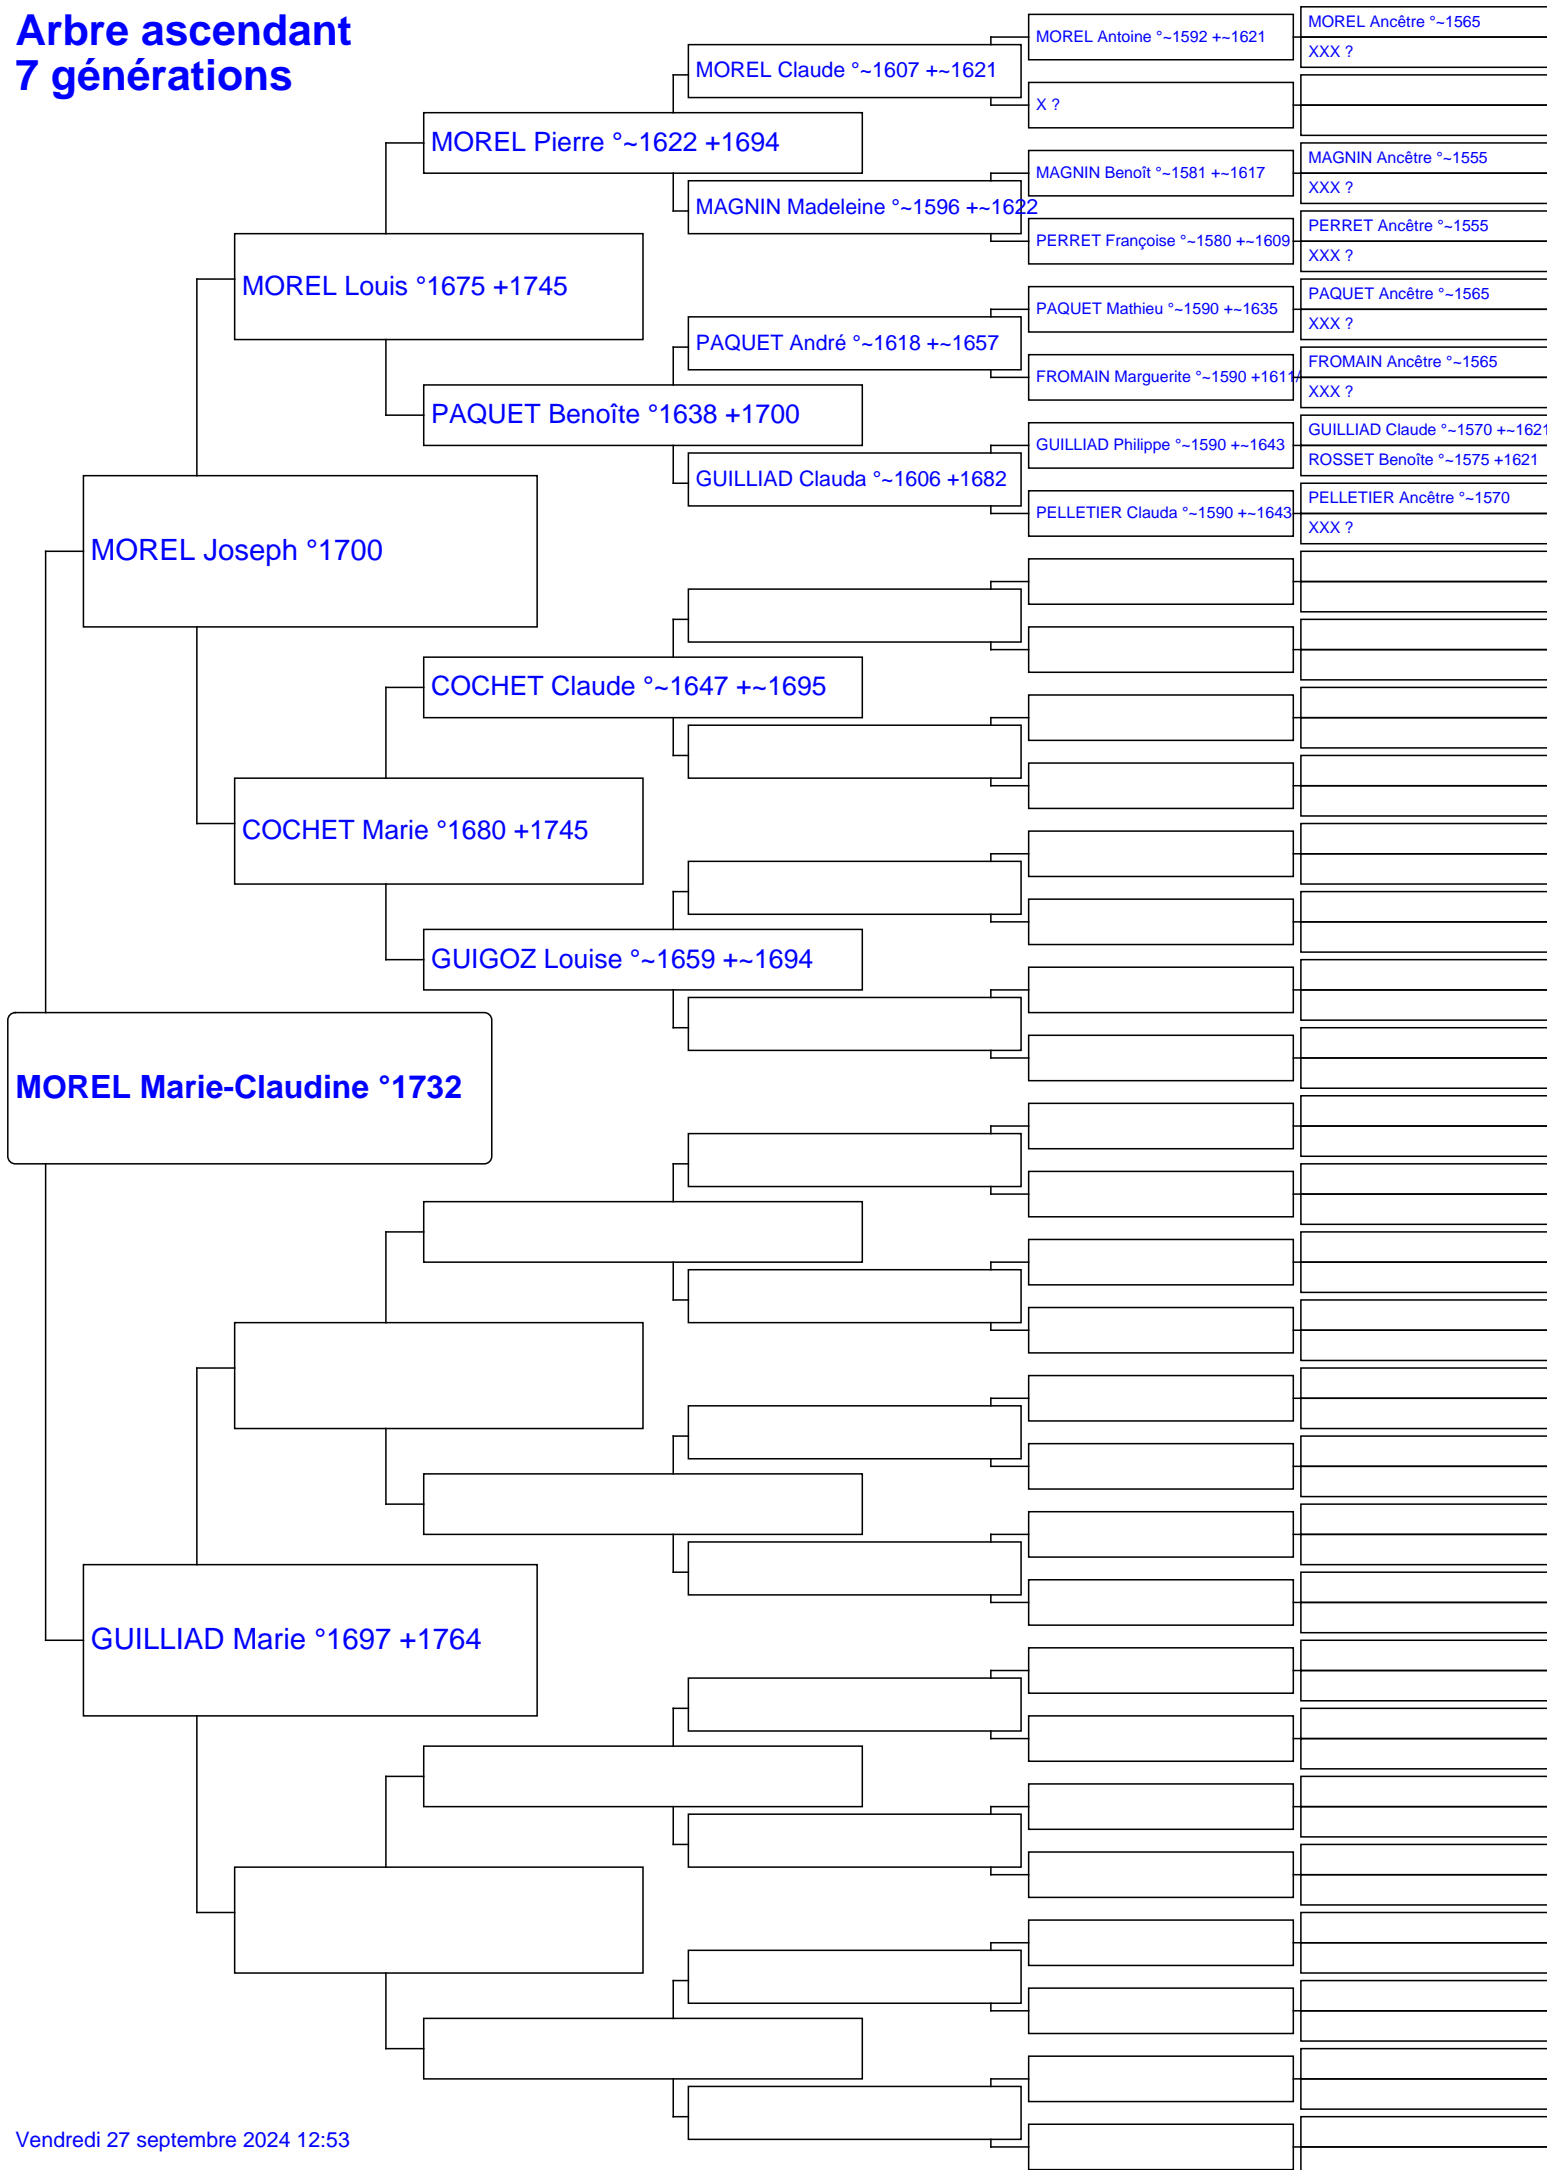 Arbre ascendant
7 générations
MOREL Ancêtre °~1565
MOREL Antoine °~1592 +~1621
XXX ?
MOREL Claude °~1607 +~1621
X ?
MOREL Pierre °~1622 +1694
MAGNIN Ancêtre °~1555
MAGNIN Benoît °~1581 +~1617
XXX ?
MAGNIN Madeleine °~1596 +~1622
PERRET Ancêtre °~1555
PERRET Françoise °~1580 +~1609
XXX ?
MOREL Louis °1675 +1745
PAQUET Ancêtre °~1565
PAQUET Mathieu °~1590 +~1635
XXX ?
PAQUET André °~1618 +~1657
FROMAIN Ancêtre °~1565
FROMAIN Marguerite °~1590 +1611/
XXX ?
PAQUET Benoîte °1638 +1700
GUILLIAD Claude °~1570 +~1621
GUILLIAD Philippe °~1590 +~1643
ROSSET Benoîte °~1575 +1621
GUILLIAD Clauda °~1606 +1682
PELLETIER Ancêtre °~1570
PELLETIER Clauda °~1590 +~1643
XXX ?
MOREL Joseph °1700
COCHET Claude °~1647 +~1695
COCHET Marie °1680 +1745
GUIGOZ Louise °~1659 +~1694
MOREL Marie-Claudine °1732
GUILLIAD Marie °1697 +1764
Vendredi 27 septembre 2024 12:53